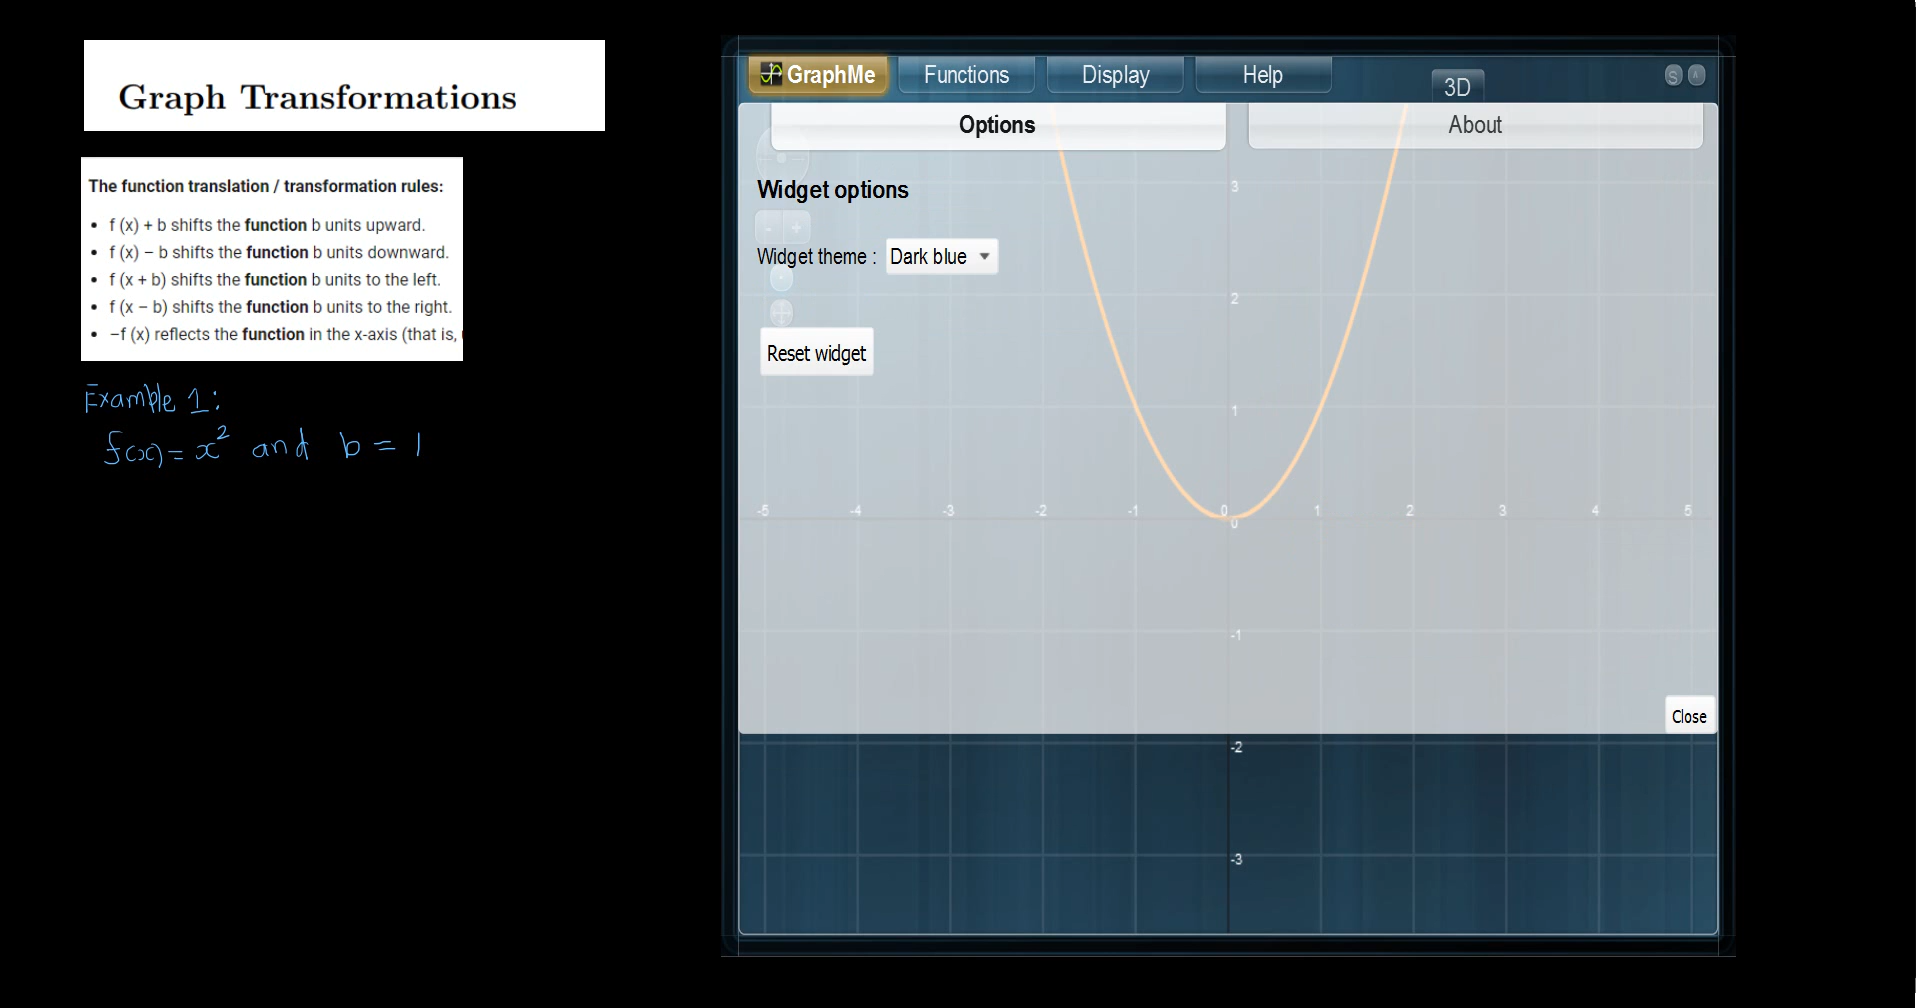 Graph Transformations
The function translation / transformation rules:
• f (x) + b shifts the function b units upward.
• f (x) − b shifts the function b units downward.
• f (x + b) shifts the function b units to the left.
• f (x − b) shifts the function b units to the right.
• −f (x) reflects the function in the x-axis (that is,
Example 1:
f(x) = x² and b = 1
GraphMe Functions Display Help 3D S ^
Options About
Widget options
Widget theme : Dark blue
Reset widget
- +
3
2
1
-5 -4 -3 -2 -1 0 1 2 3 4 5
0
-1
Close
-2
-3